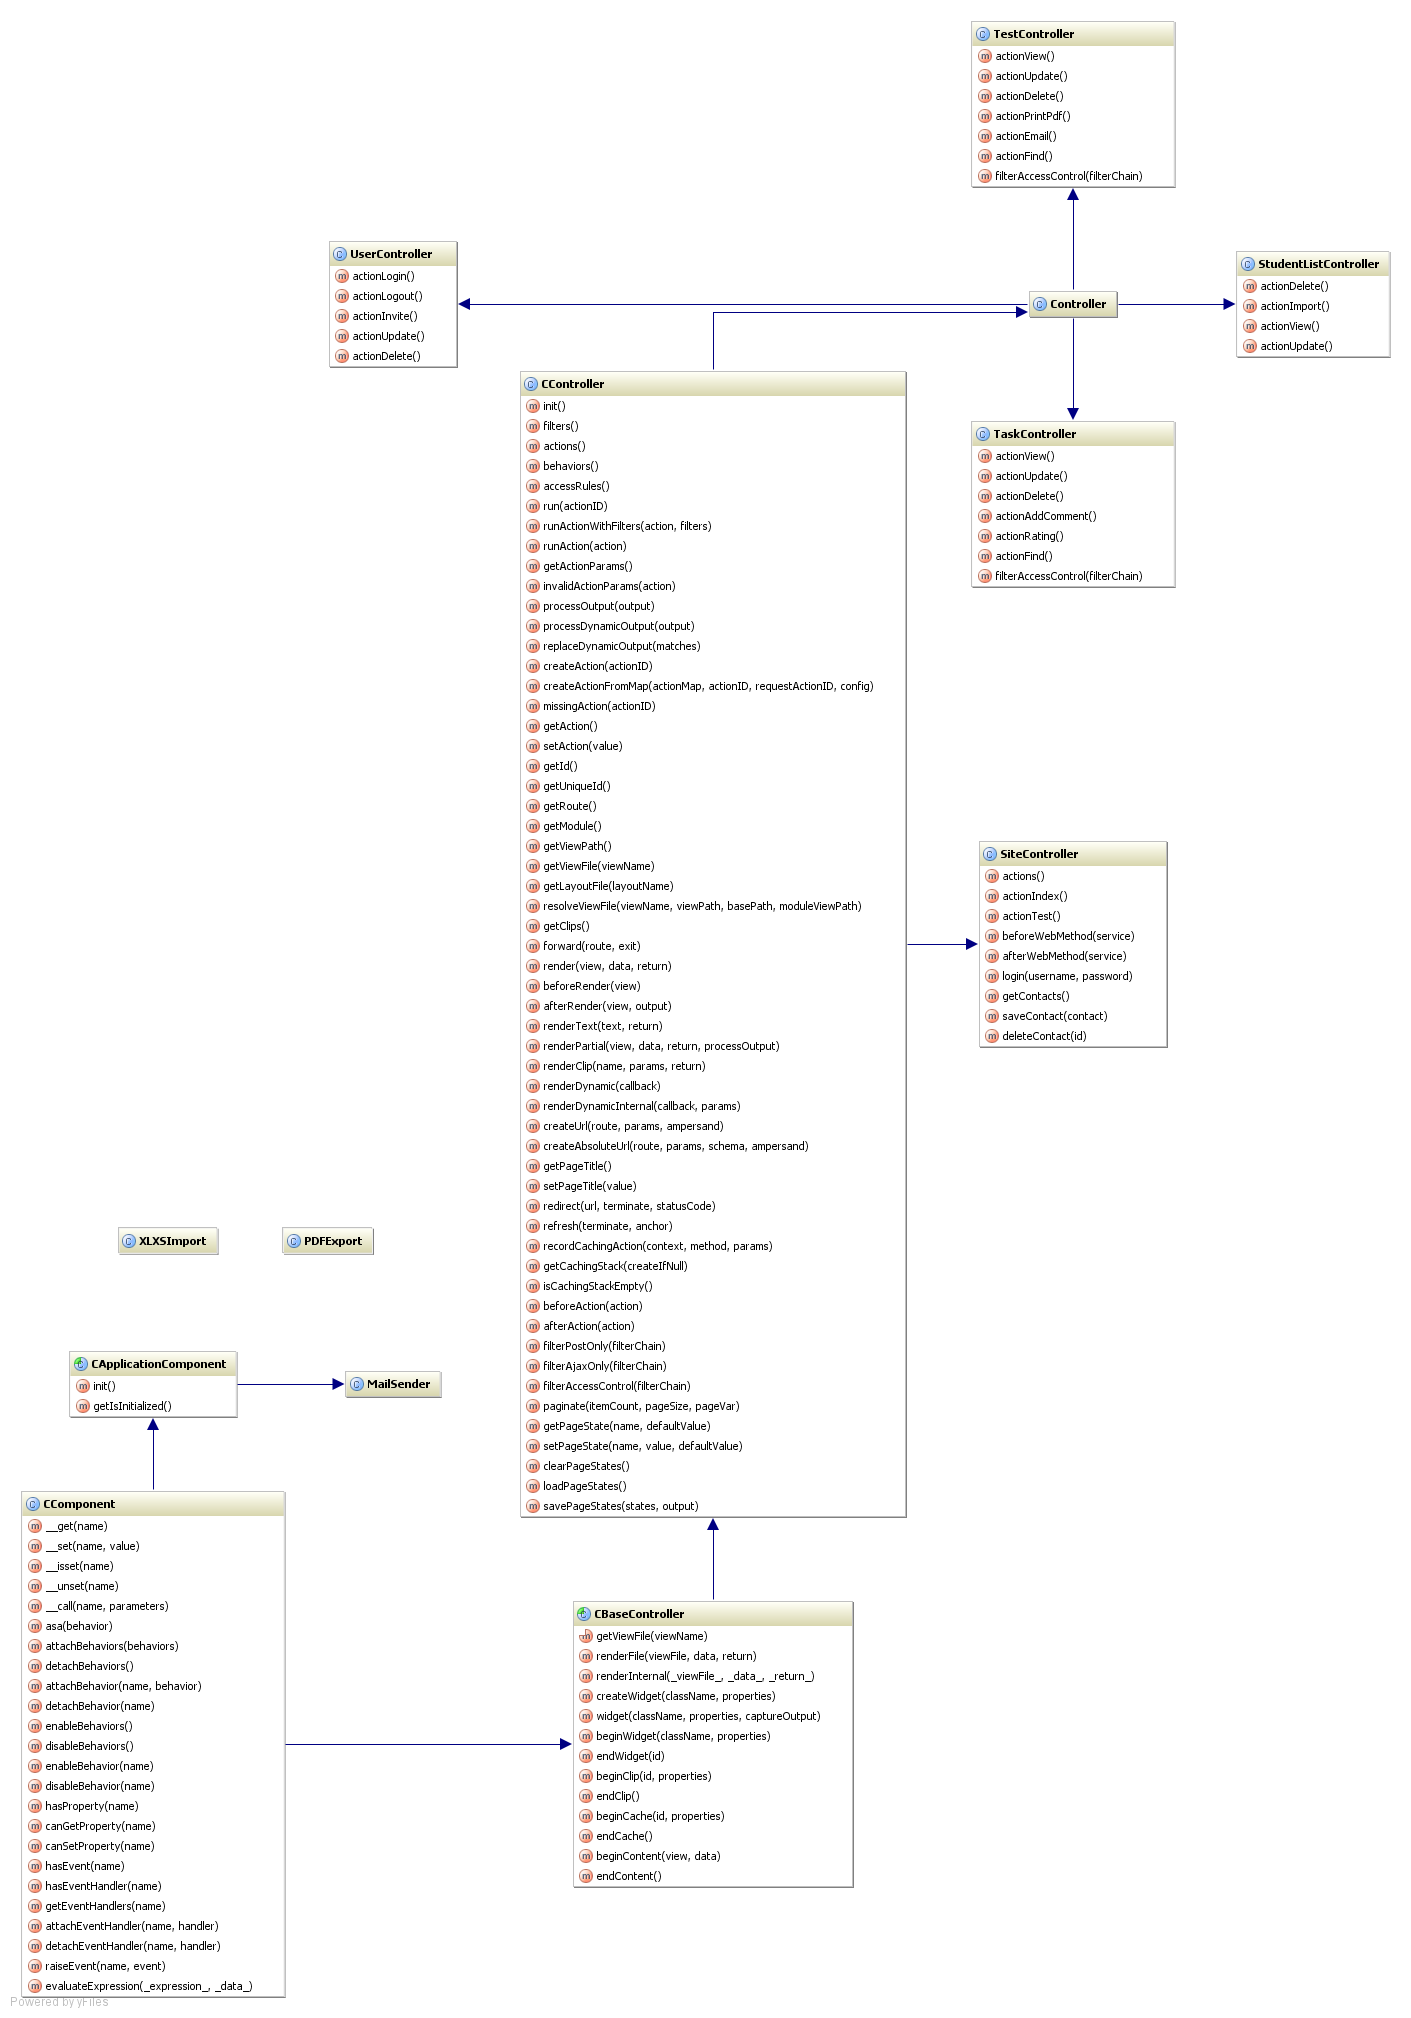 TestController
actionView()
actionUpdate()
actionDelete()
actionPrintPdf()
actionEmail()
actionFind()
filterAccessControl(filterChain)
UserController
actionLogin()
actionLogout()
actionInvite()
actionUpdate()
actionDelete()
Controller
StudentListController
actionDelete()
actionImport()
actionView()
actionUpdate()
CController
init()
filters()
actions()
behaviors()
accessRules()
run(actionID)
runActionWithFilters(action, filters)
runAction(action)
getActionParams()
invalidActionParams(action)
processOutput(output)
processDynamicOutput(output)
replaceDynamicOutput(matches)
createAction(actionID)
createActionFromMap(actionMap, actionID, requestActionID, config)
missingAction(actionID)
getAction()
setAction(value)
getId()
getUniqueId()
getRoute()
getModule()
getViewPath()
getViewFile(viewName)
getLayoutFile(layoutName)
resolveViewFile(viewName, viewPath, basePath, moduleViewPath)
getClips()
forward(route, exit)
render(view, data, return)
beforeRender(view)
afterRender(view, output)
renderText(text, return)
renderPartial(view, data, return, processOutput)
renderClip(name, params, return)
renderDynamic(callback)
renderDynamicInternal(callback, params)
createUrl(route, params, ampersand)
createAbsoluteUrl(route, params, schema, ampersand)
getPageTitle()
setPageTitle(value)
redirect(url, terminate, statusCode)
refresh(terminate, anchor)
recordCachingAction(context, method, params)
getCachingStack(createIfNull)
isCachingStackEmpty()
beforeAction(action)
afterAction(action)
filterPostOnly(filterChain)
filterAjaxOnly(filterChain)
filterAccessControl(filterChain)
paginate(itemCount, pageSize, pageVar)
getPageState(name, defaultValue)
setPageState(name, value, defaultValue)
clearPageStates()
loadPageStates()
savePageStates(states, output)
TaskController
actionView()
actionUpdate()
actionDelete()
actionAddComment()
actionRating()
actionFind()
filterAccessControl(filterChain)
SiteController
actions()
actionIndex()
actionTest()
beforeWebMethod(service)
afterWebMethod(service)
login(username, password)
getContacts()
saveContact(contact)
deleteContact(id)
XLXSImport
PDFExport
CApplicationComponent
init()
getIsInitialized()
MailSender
CComponent
__get(name)
__set(name, value)
__isset(name)
__unset(name)
__call(name, parameters)
asa(behavior)
attachBehaviors(behaviors)
detachBehaviors()
attachBehavior(name, behavior)
detachBehavior(name)
enableBehaviors()
disableBehaviors()
enableBehavior(name)
disableBehavior(name)
hasProperty(name)
canGetProperty(name)
canSetProperty(name)
hasEvent(name)
hasEventHandler(name)
getEventHandlers(name)
attachEventHandler(name, handler)
detachEventHandler(name, handler)
raiseEvent(name, event)
evaluateExpression(_expression_, _data_)
CBaseController
getViewFile(viewName)
renderFile(viewFile, data, return)
renderInternal(_viewFile_, _data_, _return_)
createWidget(className, properties)
widget(className, properties, captureOutput)
beginWidget(className, properties)
endWidget(id)
beginClip(id, properties)
endClip()
beginCache(id, properties)
endCache()
beginContent(view, data)
endContent()
Powered by yFiles